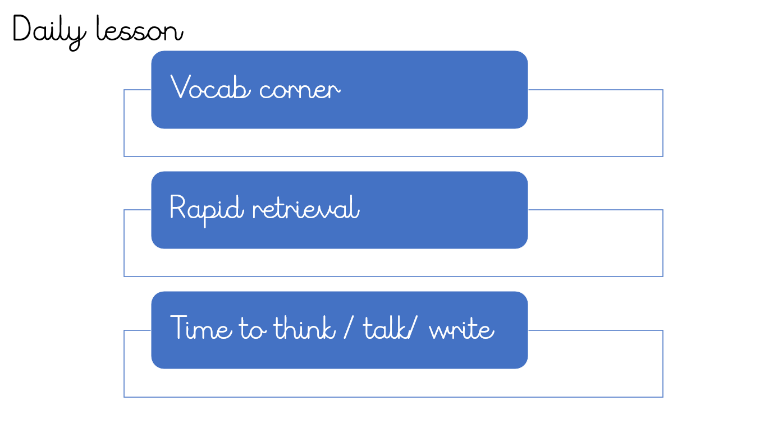 Daily lesson
Vocab corner
Rapid retrieval
Time to think / talk/ write